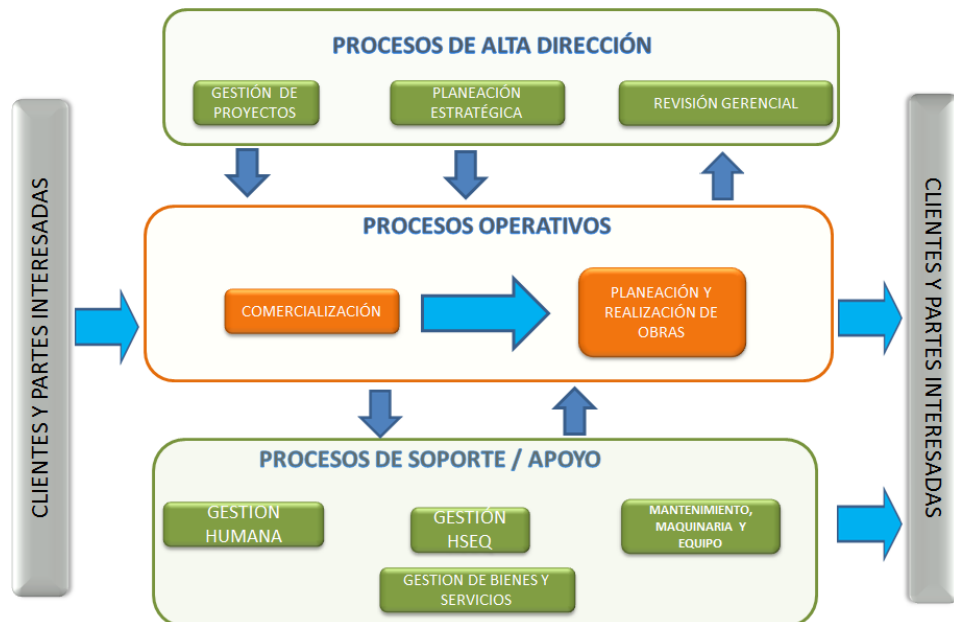 PROCESOS DE ALTA DIRECCIÓN
GESTIÓN DE
PROYECTOS
PLANEACIÓN
ESTRATÉGICA
REVISIÓN GERENCIAL
CLIENTES Y PARTES INTERESADAS
PROCESOS OPERATIVOS
COMERCIALIZACIÓN
PLANEACIÓN Y
REALIZACIÓN DE
OBRAS
CLIENTES Y PARTES INTERESADAS
PROCESOS DE SOPORTE / APOYO
GESTION
HUMANA
GESTIÓN
HSEQ
MANTENIMIENTO,
MAQUINARIA Y
EQUIPO
GESTION DE BIENES Y
SERVICIOS